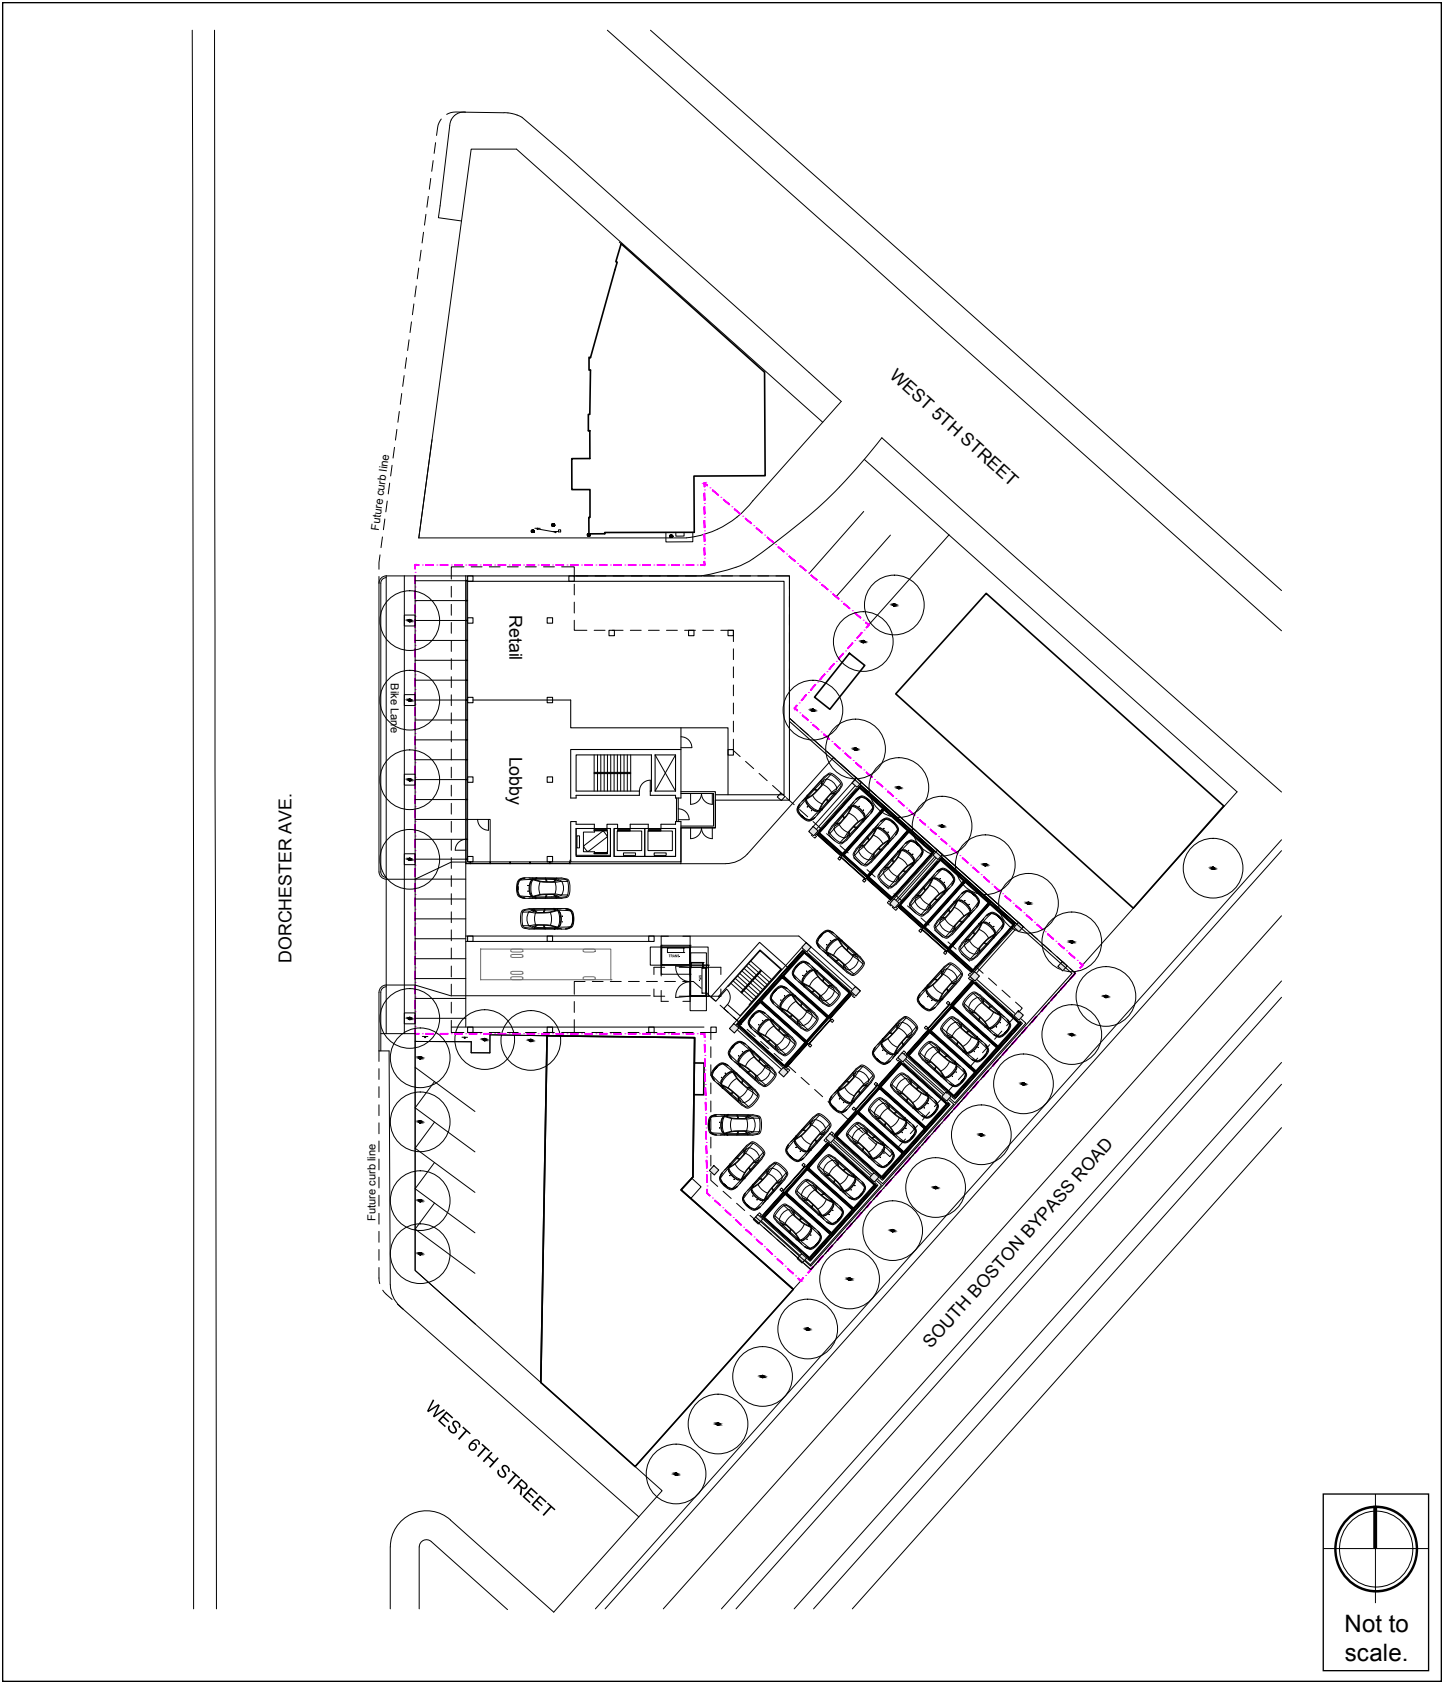 WEST 5TH STREET
Future curb line
Retail
Bike Lane
Lobby
DORCHESTER AVE.
Future curb line
SOUTH BOSTON BYPASS ROAD
WEST 6TH STREET
Not to
scale.